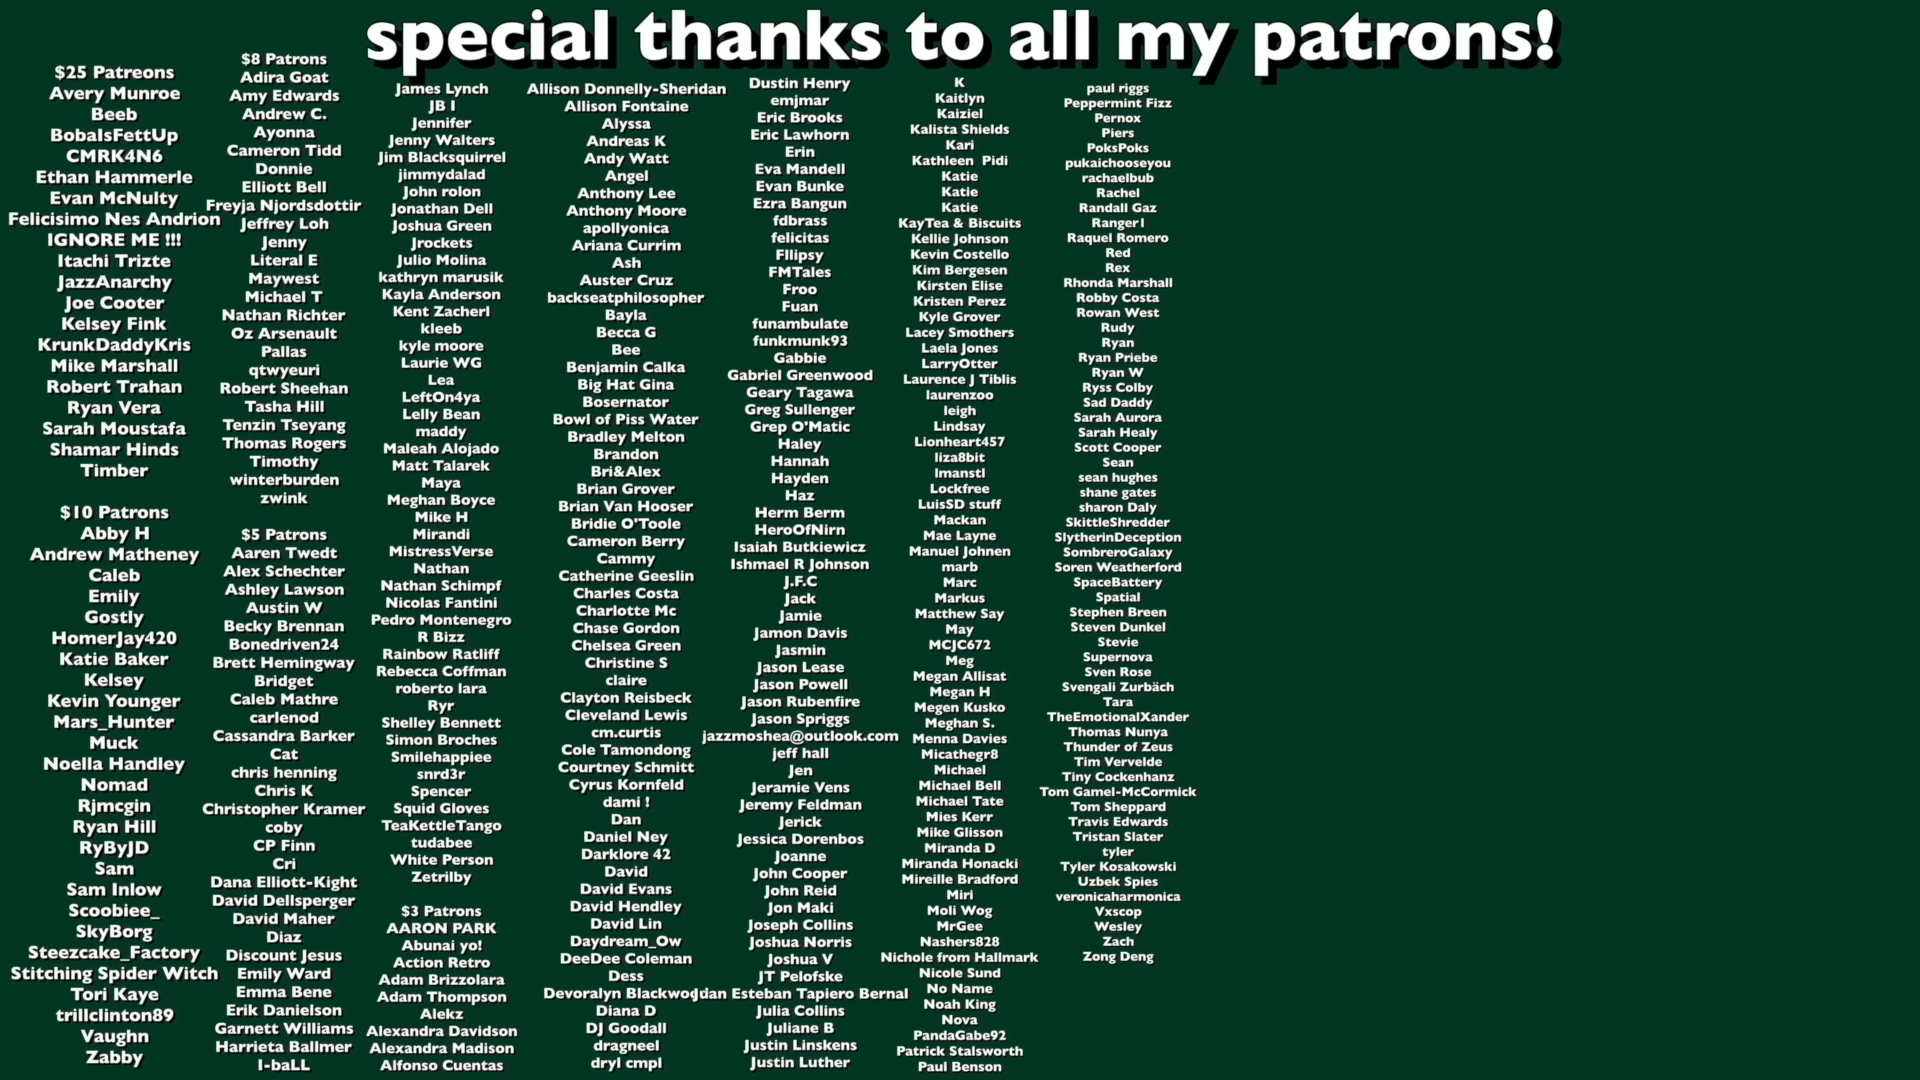 special thanks to all my patrons!
$25 Patreons
Avery Munroe
Beeb
BobaIsFettUp
CMRK4N6
Ethan Hammerle
Evan McNulty
Felicisimo Nes Andrion
IGNORE ME !!!
Itachi Trizte
JazzAnarchy
Joe Cooter
Kelsey Fink
KrunkDaddyKris
Mike Marshall
Robert Trahan
Ryan Vera
Sarah Moustafa
Shamar Hinds
Timber
$10 Patrons
Abby H
Andrew Matheney
Caleb
Emily
Gostly
HomerJay420
Katie Baker
Kelsey
Kevin Younger
Mars_Hunter
Muck
Noella Handley
Nomad
Rjmcgin
Ryan Hill
RyByJD
Sam
Sam Inlow
Scoobiee_
SkyBorg
Steezcake_Factory
Stitching Spider Witch
Tori Kaye
trillclinton89
Vaughn
Zabby
$8 Patrons
Adira Goat
Amy Edwards
Andrew C.
Ayonna
Cameron Tidd
Donnie
Elliott Bell
Freyja Njordsdottir
Jeffrey Loh
Jenny
Literal E
Maywest
Michael T
Nathan Richter
Oz Arsenault
Pallas
qtwyeuri
Robert Sheehan
Tasha Hill
Tenzin Tseyang
Thomas Rogers
Timothy
winterburden
zwink
$5 Patrons
Aaren Twedt
Alex Schechter
Ashley Lawson
Austin W
Becky Brennan
Bonedriven24
Brett Hemingway
Bridget
Caleb Mathre
carlenod
Cassandra Barker
Cat
chris henning
Chris K
Christopher Kramer
coby
CP Finn
Cri
Dana Elliott-Kight
David Dellsperger
David Maher
Diaz
Discount Jesus
Emily Ward
Emma Bene
Erik Danielson
Garnett Williams
Harrieta Ballmer
I-baLL
James Lynch
JB I
Jennifer
Jenny Walters
Jim Blacksquirrel
jimmydalad
John rolon
Jonathan Dell
Joshua Green
Jrockets
Julio Molina
kathryn marusik
Kayla Anderson
Kent Zacherl
kleeb
kyle moore
Laurie WG
Lea
LeftOn4ya
Lelly Bean
maddy
Maleah Alojado
Matt Talarek
Maya
Meghan Boyce
Mike H
Mirandi
MistressVerse
Nathan
Nathan Schimpf
Nicolas Fantini
Pedro Montenegro
R Bizz
Rainbow Ratliff
Rebecca Coffman
roberto lara
Ryr
Shelley Bennett
Simon Broches
Smilehappiee
snrd3r
Spencer
Squid Gloves
TeaKettleTango
tudabee
White Person
Zetrilby
$3 Patrons
AARON PARK
Abunai yo!
Action Retro
Adam Brizzolara
Adam Thompson
Alekz
Alexandra Davidson
Alexandra Madison
Alfonso Cuentas
Allison Donnelly-Sheridan
Allison Fontaine
Alyssa
Andreas K
Andy Watt
Angel
Anthony Lee
Anthony Moore
apollyonica
Ariana Currim
Ash
Auster Cruz
backseatphilosopher
Bayla
Becca G
Bee
Benjamin Calka
Big Hat Gina
Bosernator
Bowl of Piss Water
Bradley Melton
Brandon
Bri&Alex
Brian Grover
Brian Van Hooser
Bridie O'Toole
Cameron Berry
Cammy
Catherine Geeslin
Charles Costa
Charlotte Mc
Chase Gordon
Chelsea Green
Christine S
claire
Clayton Reisbeck
Cleveland Lewis
cm.curtis
Cole Tamondong
Courtney Schmitt
Cyrus Kornfeld
dami !
Dan
Daniel Ney
Darklore 42
David
David Evans
David Hendley
David Lin
Daydream_Ow
DeeDee Coleman
Dess
Devoralyn
Diana D
DJ Goodall
dragneel
dryl cmpl
Dustin Henry
emjmar
Eric Brooks
Eric Lawhorn
Erin
Eva Mandell
Evan Bunke
Ezra Bangun
fdbrass
felicitas
Fllipsy
FMTales
Froo
Fuan
funambulate
funkmunk93
Gabbie
Gabriel Greenwood
Geary Tagawa
Greg Sullenger
Grep O'Matic
Haley
Hannah
Hayden
Haz
Herm Berm
HeroOfNirn
Isaiah Butkiewicz
Ishmael R Johnson
J.F.C
Jack
Jamie
Jamon Davis
Jasmin
Jason Lease
Jason Powell
Jason Rubenfire
Jason Spriggs
jazzmoshea@outlook.com
jeff hall
Jen
Jeramie Vens
Jeremy Feldman
Jerick
Jessica Dorenbos
Joanne
John Cooper
John Reid
Jon Maki
Joseph Collins
Joshua Norris
Joshua V
JT Pelofske
Esteban Tapiero Bernal
Julia Collins
Juliane B
Justin Linskens
Justin Luther
K
Kaitlyn
Kaiziel
Kalista Shields
Kari
Kathleen  Pidi
Katie
Katie
Katie
KayTea & Biscuits
Kellie Johnson
Kevin Costello
Kim Bergesen
Kirsten Elise
Kristen Perez
Kyle Grover
Lacey Smothers
Laela Jones
LarryOtter
Laurence J Tiblis
laurenzoo
leigh
Lindsay
Lionheart457
liza8bit
lmanstl
Lockfree
LuisSD stuff
Mackan
Mae Layne
Manuel Johnen
marb
Marc
Markus
Matthew Say
May
MCJC672
Meg
Megan Allisat
Megan H
Megen Kusko
Meghan S.
Menna Davies
Micathegr8
Michael
Michael Bell
Michael Tate
Mies Kerr
Mike Glisson
Miranda D
Miranda Honacki
Mireille Bradford
Miri
Moli Wog
MrGee
Nashers828
Nichole from Hallmark
Nicole Sund
No Name
Noah King
Nova
PandaGabe92
Patrick Stalsworth
Paul Benson
paul riggs
Peppermint Fizz
Pernox
Piers
PoksPoks
pukaichooseyou
rachaelbub
Rachel
Randall Gaz
Ranger1
Raquel Romero
Red
Rex
Rhonda Marshall
Robby Costa
Rowan West
Rudy
Ryan
Ryan Priebe
Ryan W
Ryss Colby
Sad Daddy
Sarah Aurora
Sarah Healy
Scott Cooper
Sean
sean hughes
shane gates
sharon Daly
SkittleShredder
SlytherinDeception
SombreroGalaxy
Soren Weatherford
SpaceBattery
Spatial
Stephen Breen
Steven Dunkel
Stevie
Supernova
Sven Rose
Svengali Zurbäch
Tara
TheEmotionalXander
Thomas Nunya
Thunder of Zeus
Tim Vervelde
Tiny Cockenhanz
Tom Gamel-McCormick
Tom Sheppard
Travis Edwards
Tristan Slater
tyler
Tyler Kosakowski
Uzbek Spies
veronicaharmonica
Vxscop
Wesley
Zach
Zong Deng